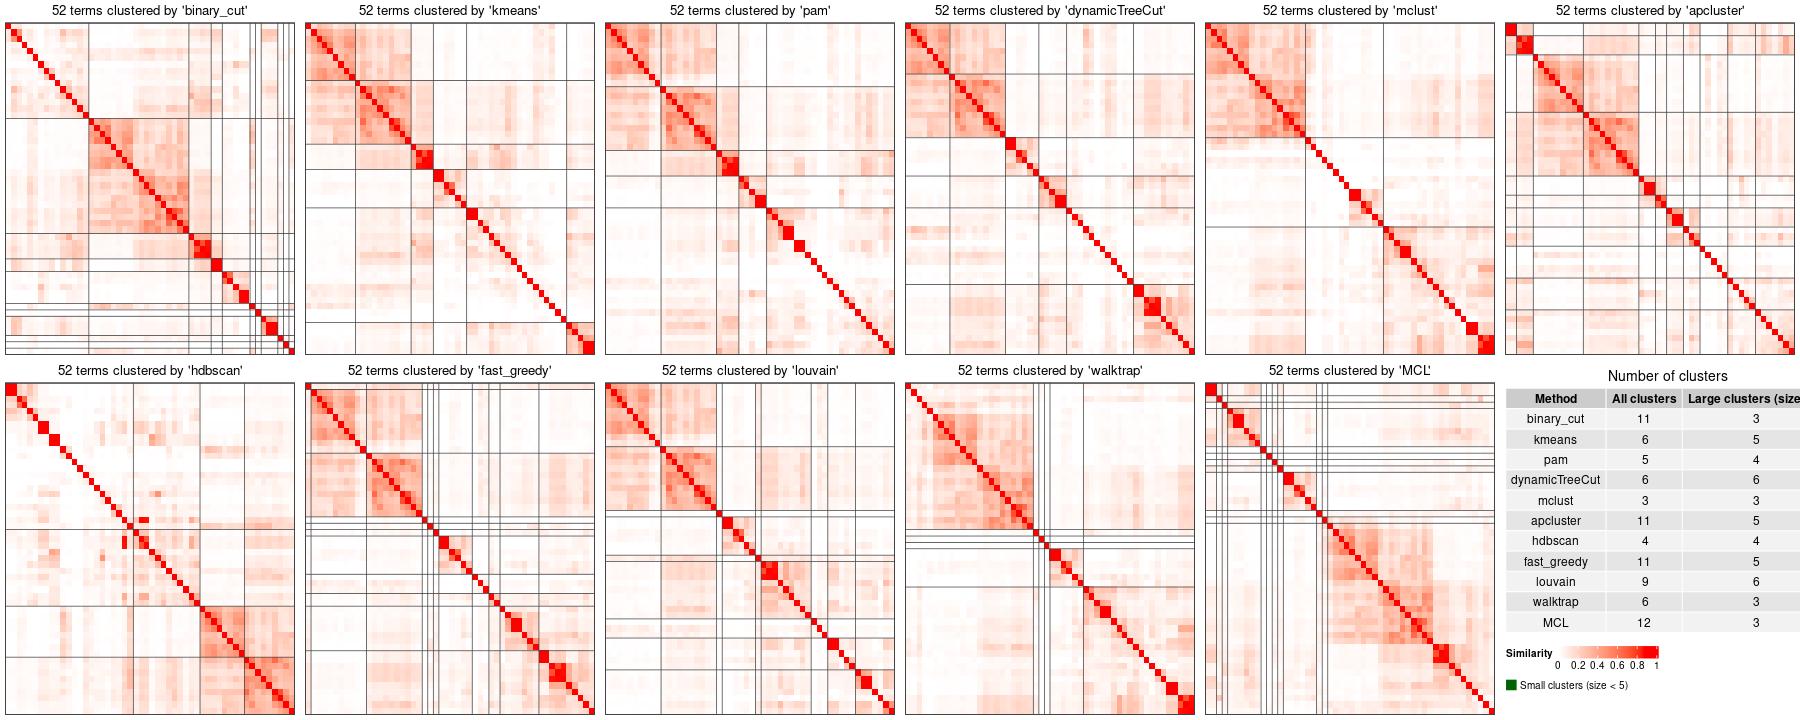 52 terms clustered by 'binary_cut'
52 terms clustered by 'kmeans'
52 terms clustered by 'pam'
52 terms clustered by 'dynamicTreeCut'
52 terms clustered by 'mclust'
52 terms clustered by 'apcluster'
52 terms clustered by 'hdbscan'
52 terms clustered by 'fast_greedy'
52 terms clustered by 'louvain'
52 terms clustered by 'walktrap'
52 terms clustered by 'MCL'
Number of clusters
Method All clusters Large clusters (size
binary_cut 11 3
kmeans 6 5
pam 5 4
dynamicTreeCut 6 6
mclust 3 3
apcluster 11 5
hdbscan 4 4
fast_greedy 11 5
louvain 9 6
walktrap 6 3
MCL 12 3
Similarity
0 0.2 0.4 0.6 0.8 1
Small clusters (size < 5)